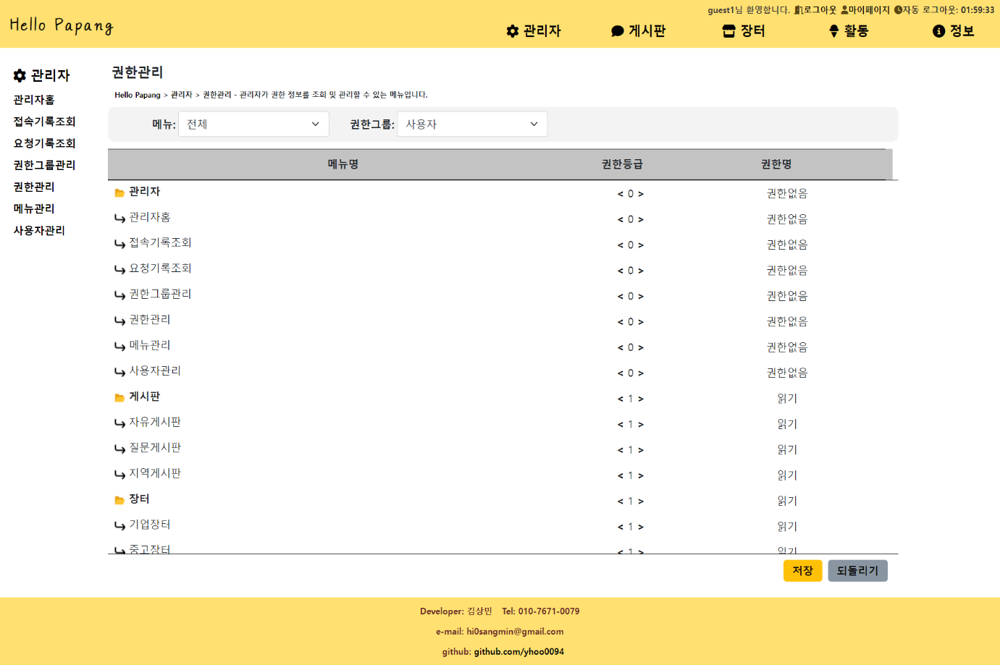 guest1님 환영합니다. 로그아웃 마이페이지 자동 로그아웃: 01:59:33
Hello Papang
관리자 게시판 장터 활동 정보
관리자
관리자홈
접속기록조회
요청기록조회
권한그룹관리
권한관리
메뉴관리
사용자관리
권한관리
Hello Papang > 관리자 > 권한관리 - 관리자가 권한 정보를 조회 및 관리할 수 있는 메뉴입니다.
메뉴: 전체 권한그룹: 사용자
메뉴명 권한등급 권한명
관리자 < 0 > 권한없음
관리자홈 < 0 > 권한없음
접속기록조회 < 0 > 권한없음
요청기록조회 < 0 > 권한없음
권한그룹관리 < 0 > 권한없음
권한관리 < 0 > 권한없음
메뉴관리 < 0 > 권한없음
사용자관리 < 0 > 권한없음
게시판 < 1 > 읽기
자유게시판 < 1 > 읽기
질문게시판 < 1 > 읽기
지역게시판 < 1 > 읽기
장터 < 1 > 읽기
기업장터 < 1 > 읽기
중고장터 < 1 > 읽기
저장 되돌리기
Developer: 김상민 Tel: 010-7671-0079
e-mail: hi0sangmin@gmail.com
github: github.com/yhoo0094